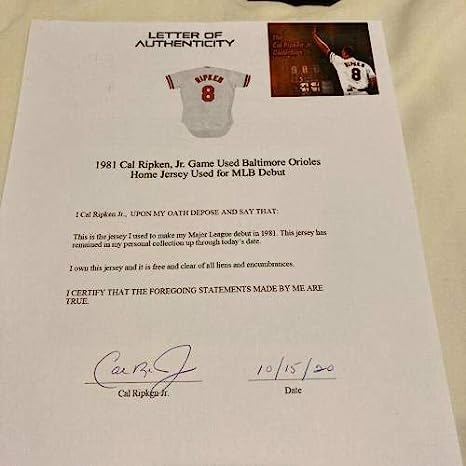 LETTER OF
AUTHENTICITY
The
Cal Ripken Jr.
Collection
8
RIPKEN
8
1981 Cal Ripken, Jr. Game Used Baltimore Orioles
Home Jersey Used for MLB Debut
I Cal Ripken Jr., UPON MY OATH DEPOSE AND SAY THAT:
This is the jersey I used to make my Major League debut in 1981. This jersey has
remained in my personal collection up through today's date.
I own this jersey and it is free and clear of all liens and encumbrances.
I CERTIFY THAT THE FOREGOING STATEMENTS MADE BY ME ARE
TRUE.
10/15/20
Cal Ripken Jr.
Date